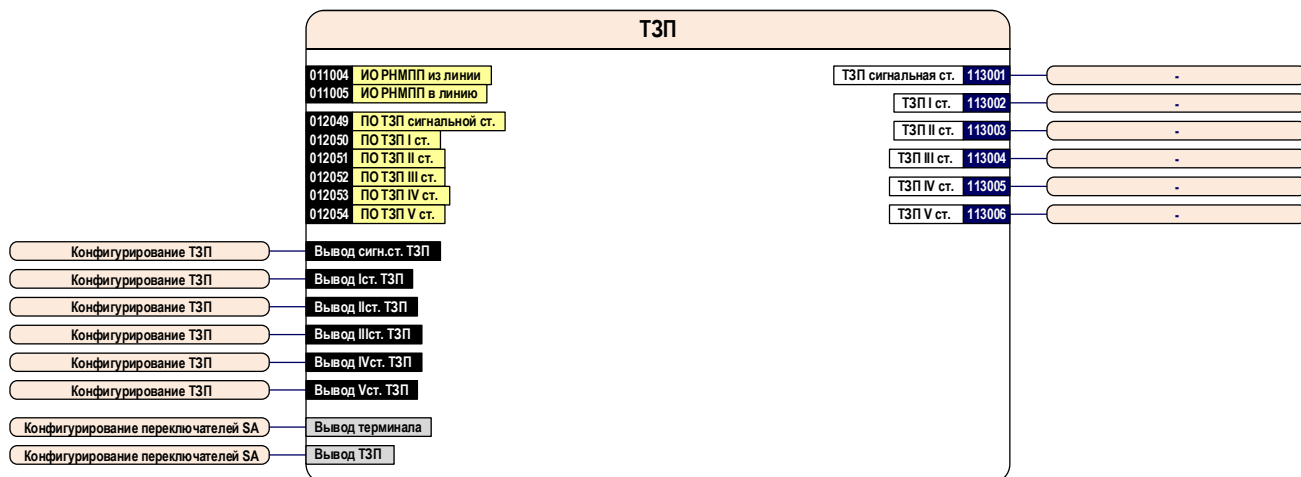 ТЗП
011004 ИО РНМПП из линии
011005 ИО РНМПП в линию
012049 ПО ТЗП сигнальной ст.
012050 ПО ТЗП I ст.
012051 ПО ТЗП II ст.
012052 ПО ТЗП III ст.
012053 ПО ТЗП IV ст.
012054 ПО ТЗП V ст.
ТЗП сигнальная ст. 113001 -
ТЗП I ст. 113002 -
ТЗП II ст. 113003 -
ТЗП III ст. 113004 -
ТЗП IV ст. 113005 -
ТЗП V ст. 113006 -
Конфигурирование ТЗП Вывод сигн.ст. ТЗП
Конфигурирование ТЗП Вывод Iст. ТЗП
Конфигурирование ТЗП Вывод IIст. ТЗП
Конфигурирование ТЗП Вывод IIIст. ТЗП
Конфигурирование ТЗП Вывод IVст. ТЗП
Конфигурирование ТЗП Вывод Vст. ТЗП
Конфигурирование переключателей SA Вывод терминала
Конфигурирование переключателей SA Вывод ТЗП